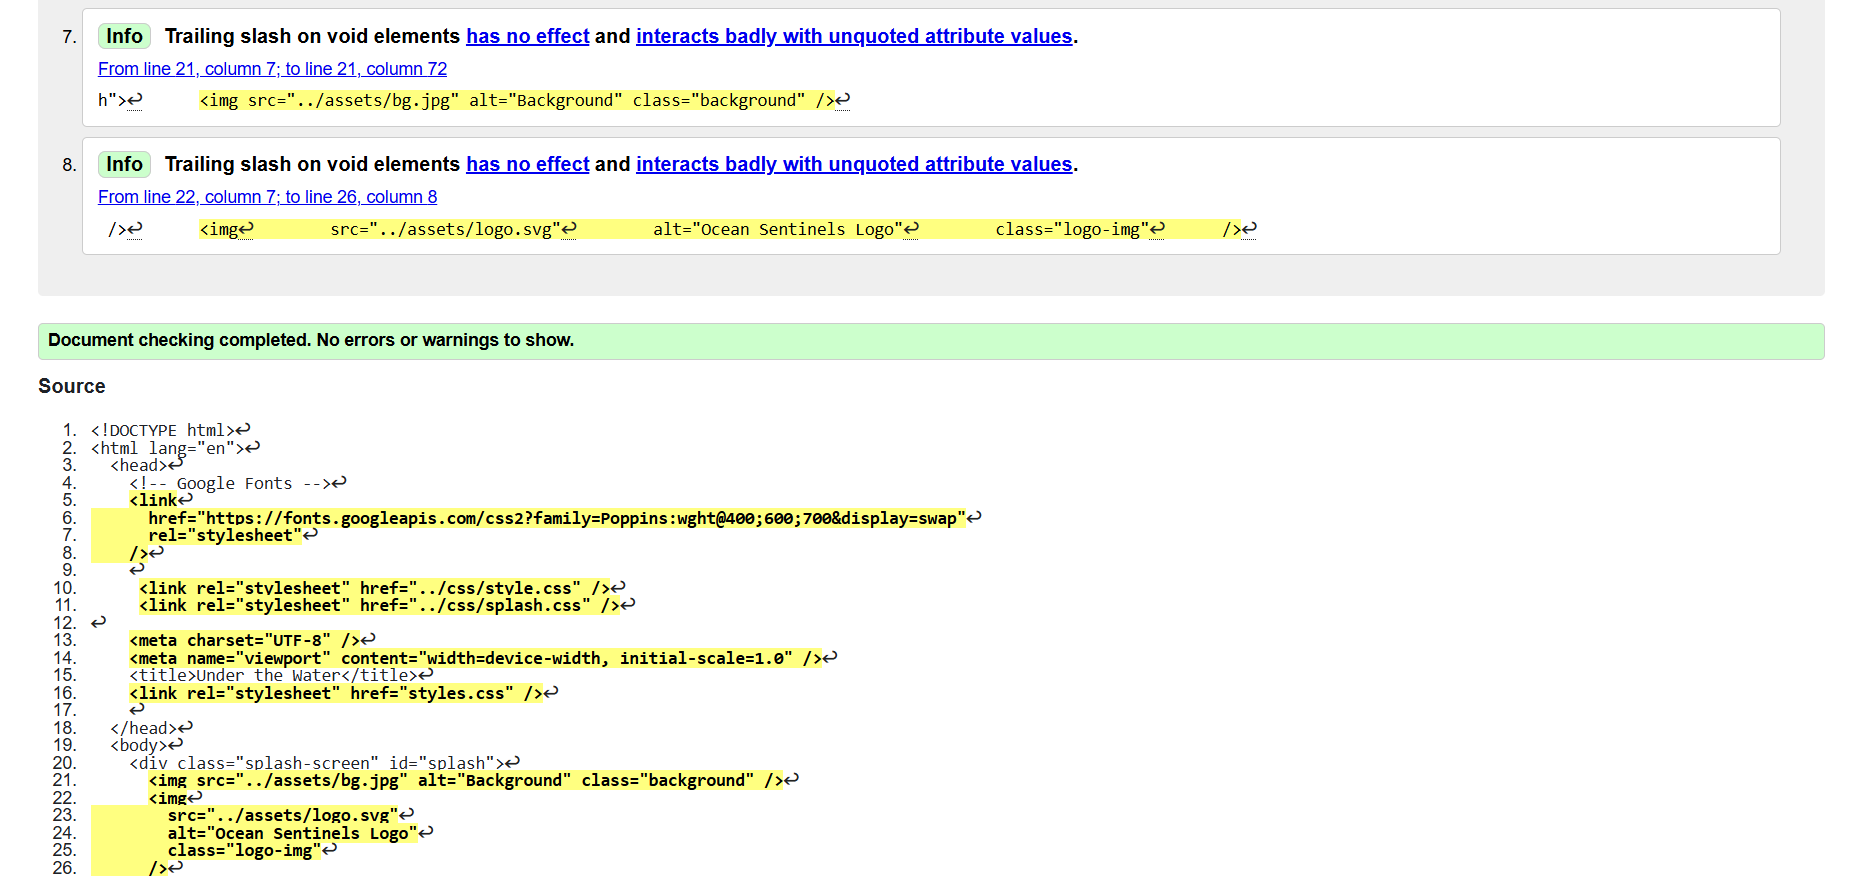 7. Info Trailing slash on void elements has no effect and interacts badly with unquoted attribute values.
From line 21, column 7; to line 21, column 72
h">↩      <img src="../assets/bg.jpg" alt="Background" class="background" />↩
8. Info Trailing slash on void elements has no effect and interacts badly with unquoted attribute values.
From line 22, column 7; to line 26, column 8
/>↩      <img↩        src="../assets/logo.svg"↩        alt="Ocean Sentinels Logo"↩        class="logo-img"↩      />↩
Document checking completed. No errors or warnings to show.
Source
1. <!DOCTYPE html>↩
2. <html lang="en">↩
3.   <head>↩
4.     <!-- Google Fonts -->↩
5.     <link↩
6.       href="https://fonts.googleapis.com/css2?family=Poppins:wght@400;600;700&display=swap"↩
7.       rel="stylesheet"↩
8.     />↩
9.     ↩
10.      <link rel="stylesheet" href="../css/style.css" />↩
11.      <link rel="stylesheet" href="../css/splash.css" />↩
12. ↩
13.     <meta charset="UTF-8" />↩
14.     <meta name="viewport" content="width=device-width, initial-scale=1.0" />↩
15.     <title>Under the Water</title>↩
16.     <link rel="stylesheet" href="styles.css" />↩
17.     ↩
18.   </head>↩
19.   <body>↩
20.     <div class="splash-screen" id="splash">↩
21.       <img src="../assets/bg.jpg" alt="Background" class="background" />↩
22.       <img↩
23.         src="../assets/logo.svg"↩
24.         alt="Ocean Sentinels Logo"↩
25.         class="logo-img"↩
26.       />↩